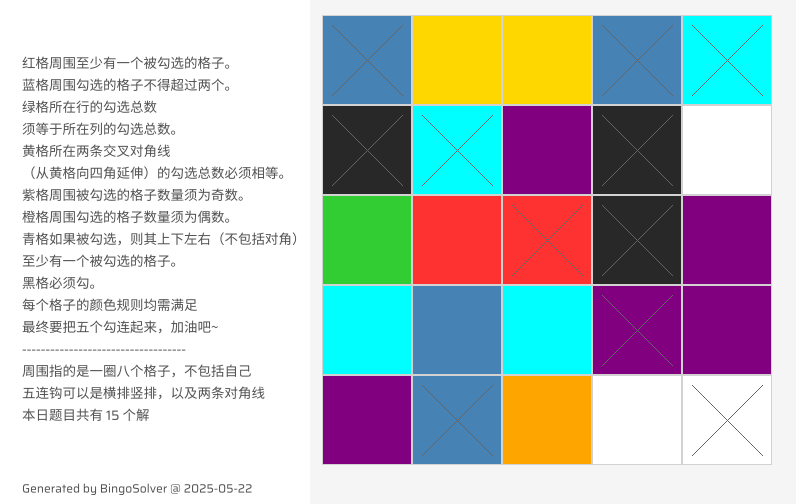 红格周围至少有一个被勾选的格子。
蓝格周围勾选的格子不得超过两个。
绿格所在行的勾选总数
须等于所在列的勾选总数。
黄格所在两条交叉对角线
（从黄格向四角延伸）的勾选总数必须相等。
紫格周围被勾选的格子数量须为奇数。
橙格周围勾选的格子数量须为偶数。
青格如果被勾选，则其上下左右（不包括对角）
至少有一个被勾选的格子。
黑格必须勾。
每个格子的颜色规则均需满足
最终要把五个勾连起来，加油吧~
----------------------------------
周围指的是一圈八个格子，不包括自己
五连钩可以是横排竖排，以及两条对角线
本日题目共有 15 个解
Generated by BingoSolver @ 2025-05-22